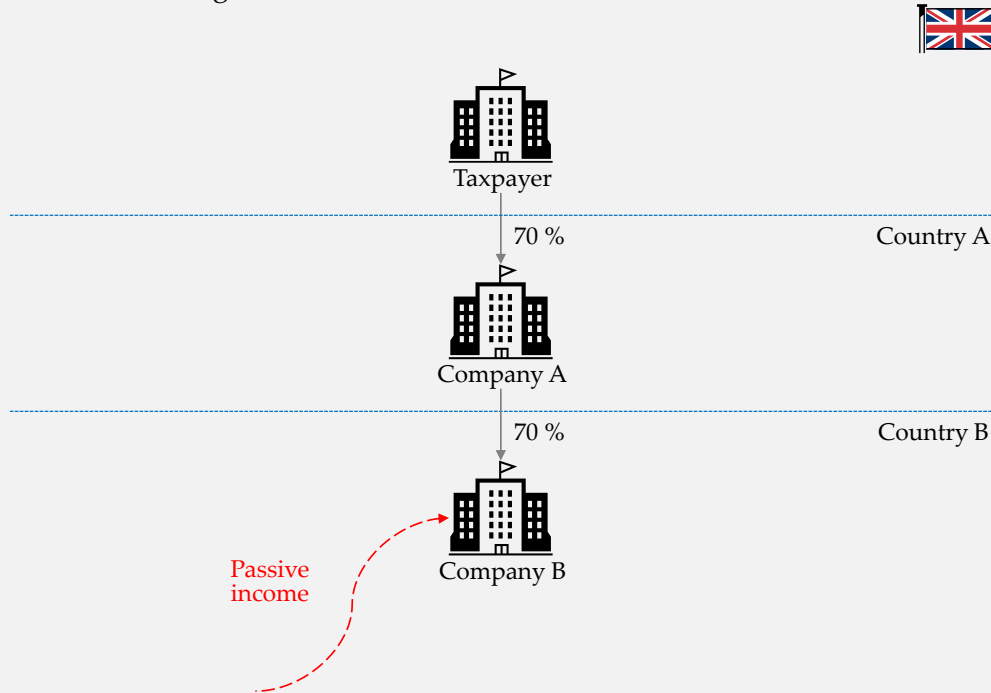 Taxpayer
70 %
Country A
Company A
70 %
Country B
Passive
income
Company B